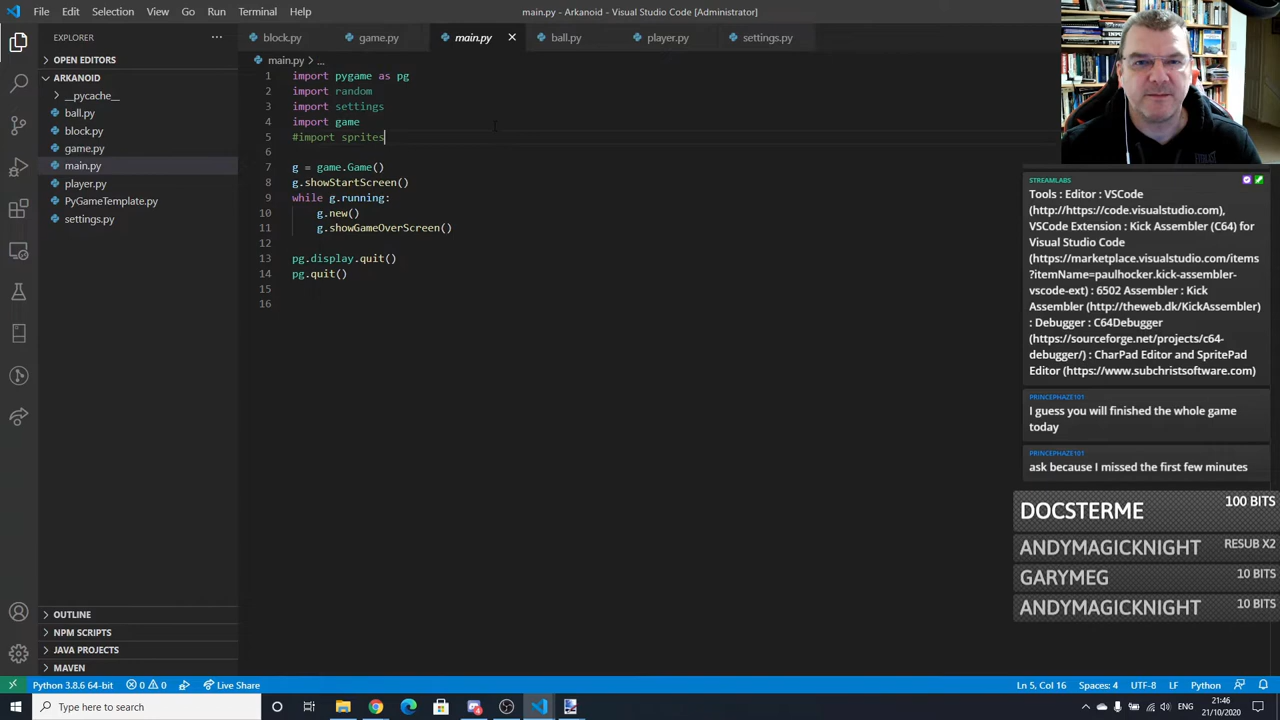 File Edit Selection View Go Run Terminal Help
main.py - Arkanoid - Visual Studio Code [Administrator]
EXPLORER
OPEN EDITORS
ARKANOID
__pycache__
ball.py
block.py
game.py
main.py
player.py
PyGameTemplate.py
settings.py
OUTLINE
NPM SCRIPTS
JAVA PROJECTS
MAVEN
block.py main.py ball.py player.py settings.py
main.py > ...
1 import pygame as pg
2 import random
3 import settings
4 import game
5 #import sprites
6
7 g = game.Game()
8 g.showStartScreen()
9 while g.running:
10 g.new()
11 g.showGameOverScreen()
12
13 pg.display.quit()
14 pg.quit()
15
16
STREAMLABS
Tools : Editor : VSCode
(http://https://code.visualstudio.com),
VSCode Extension : Kick Assembler (C64) for
Visual Studio Code
(https://marketplace.visualstudio.com/items
?itemName=paulhocker.kick-assembler-
vscode-ext) : 6502 Assembler : Kick
Assembler (http://theweb.dk/KickAssembler)
: Debugger : C64Debugger
(https://sourceforge.net/projects/c64-
debugger/) : CharPad Editor and SpritePad
Editor (https://www.subchristsoftware.com)
PRINCEPHAZE101
I guess you will finished the whole game
today
PRINCEPHAZE101
ask because I missed the first few minutes
DOCSTERME 100 BITS
ANDYMAGICKNIGHT RESUB X2
GARYMEG 10 BITS
ANDYMAGICKNIGHT 10 BITS
Python 3.8.6 64-bit 0 0 Live Share
Ln 5, Col 16 Spaces: 4 UTF-8 LF Python
Type here to search
21:46
21/10/2020